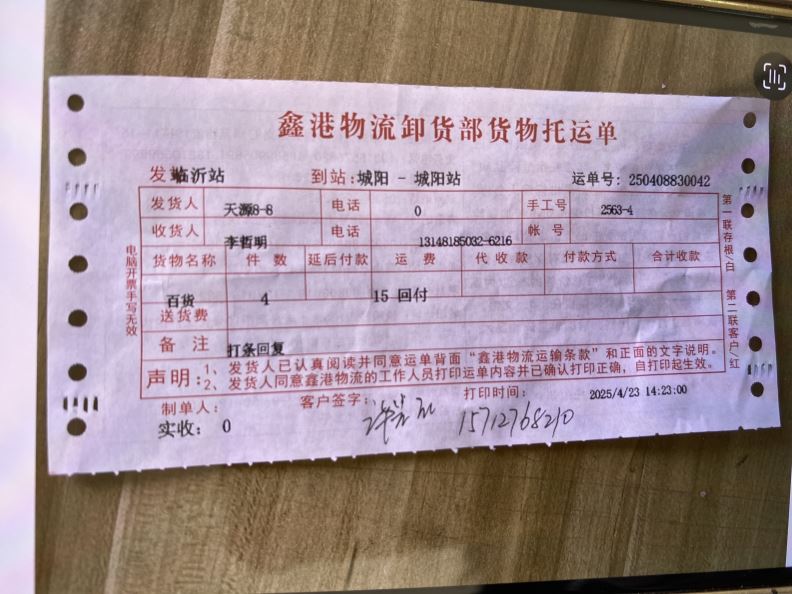 鑫港物流卸货部货物托运单
发 临沂站 到站:城阳 - 城阳站 运单号: 250408830042
发货人 天源8-8 电话 0 手工号 2563-4
收货人 李哲明 电话 13148185032-6216 帐号
货物名称 件数 延后付款 运费 代收款 付款方式 合计收款
百货 4 15 回付
送货费
备注 打条回复
声明: 1、发货人已认真阅读并同意运单背面“鑫港物流运输条款”和正面的文字说明。
2、发货人同意鑫港物流的工作人员打印运单内容并已确认打印正确，自打印起生效。
制单人: 客户签字: 打印时间: 2025/4/23 14:23:00
实收: 0 15712768210
电脑开票手写无效
第一联存根/白
第二联客户/红